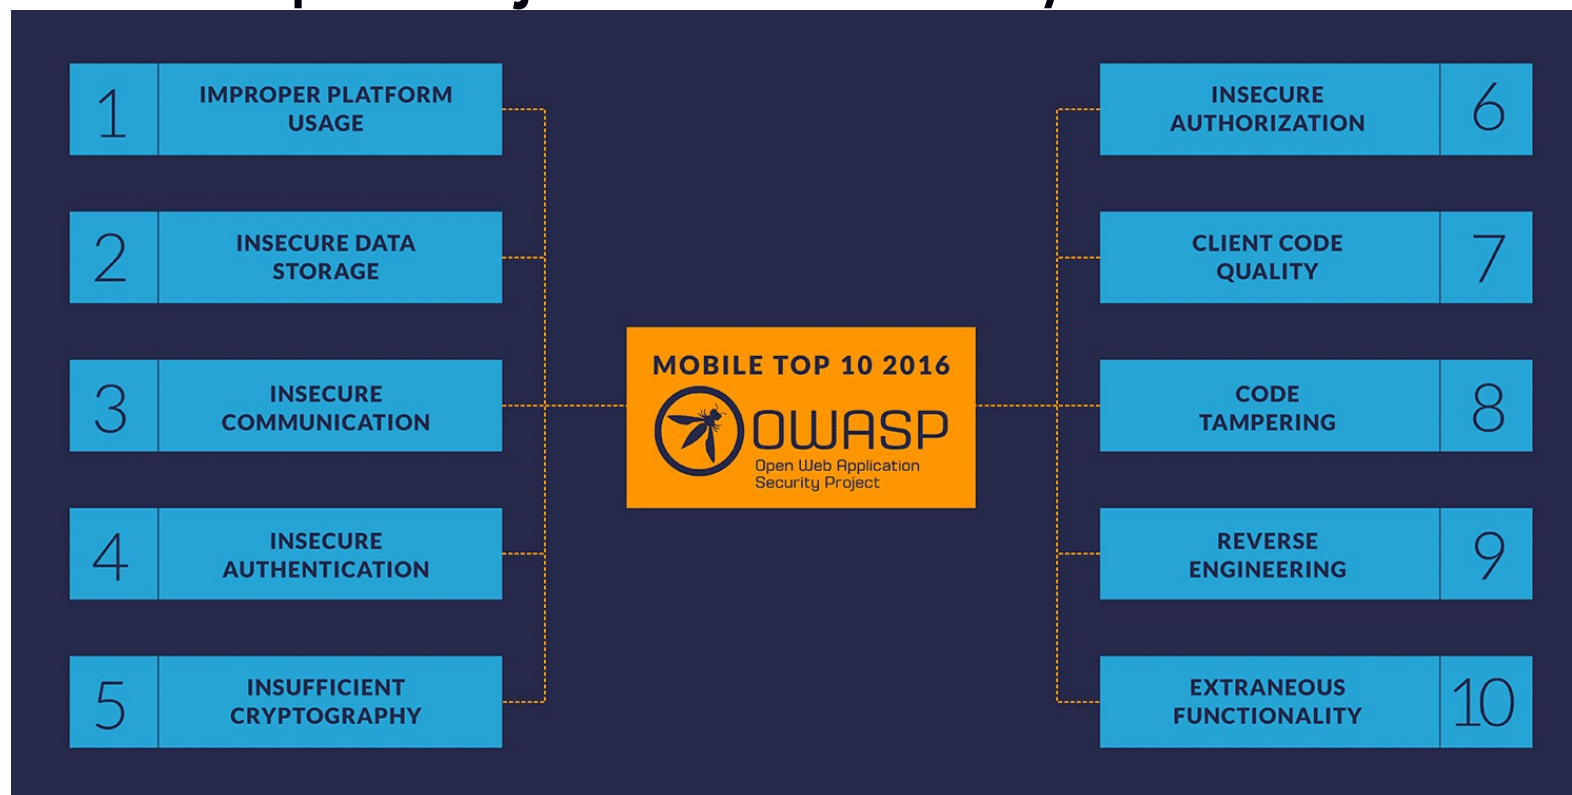 1
IMPROPER PLATFORM
USAGE
2
INSECURE DATA
STORAGE
3
INSECURE
COMMUNICATION
4
INSECURE
AUTHENTICATION
5
INSUFFICIENT
CRYPTOGRAPHY
MOBILE TOP 10 2016
OWASP
Open Web Application
Security Project
INSECURE
AUTHORIZATION
6
CLIENT CODE
QUALITY
7
CODE
TAMPERING
8
REVERSE
ENGINEERING
9
EXTRANEOUS
FUNCTIONALITY
10